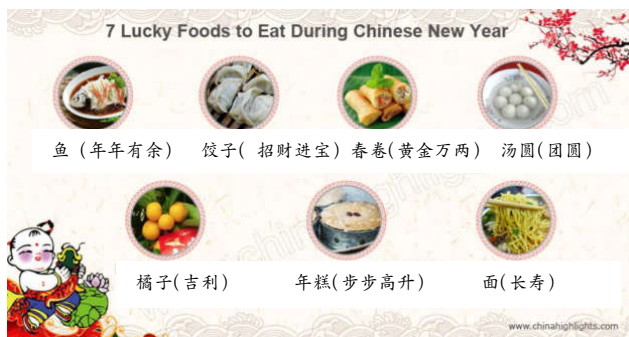 7 Lucky Foods to Eat During Chinese New Year
鱼（年年有余） 饺子( 招财进宝) 春卷(黄金万两) 汤圆(团圆)
橘子(吉利) 年糕(步步高升) 面(长寿)
www.chinahighlights.com